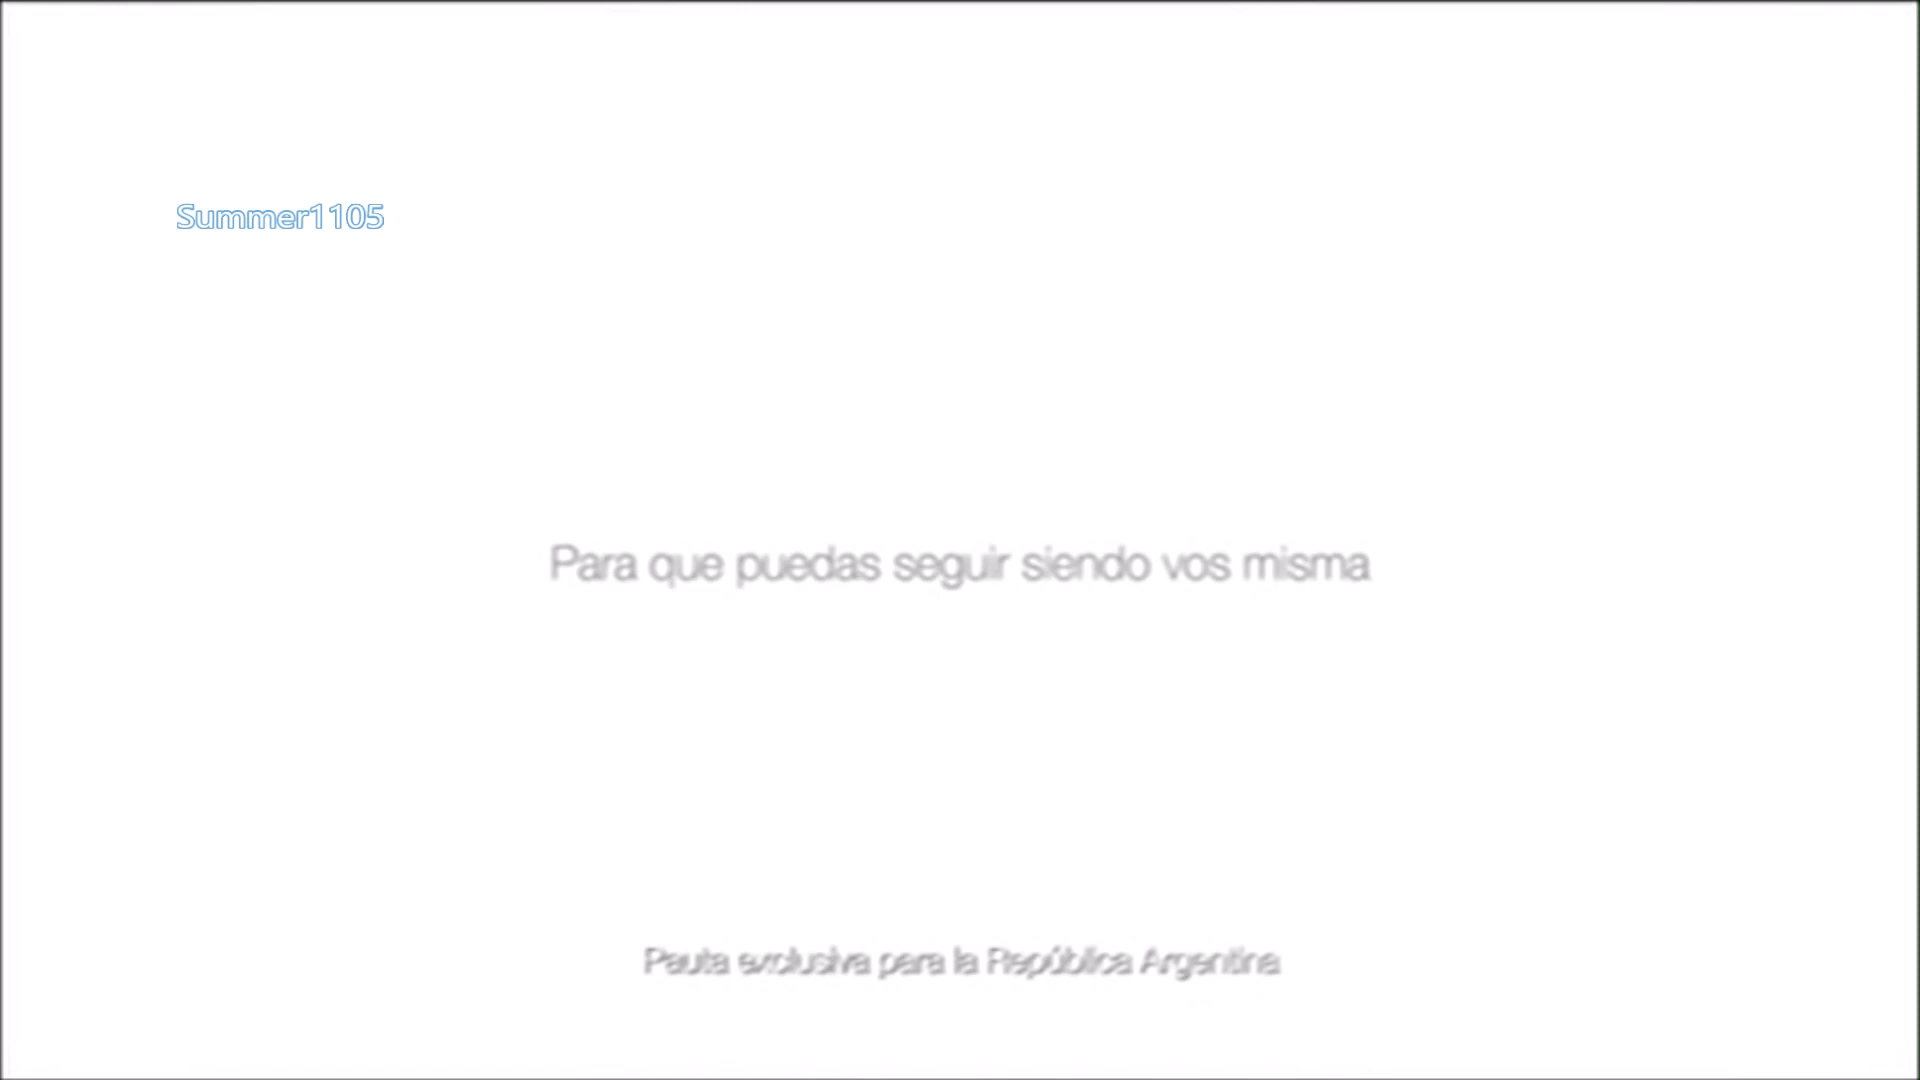 Summer1105
Para que puedas seguir siendo vos misma
Pauta exclusiva para la República Argentina